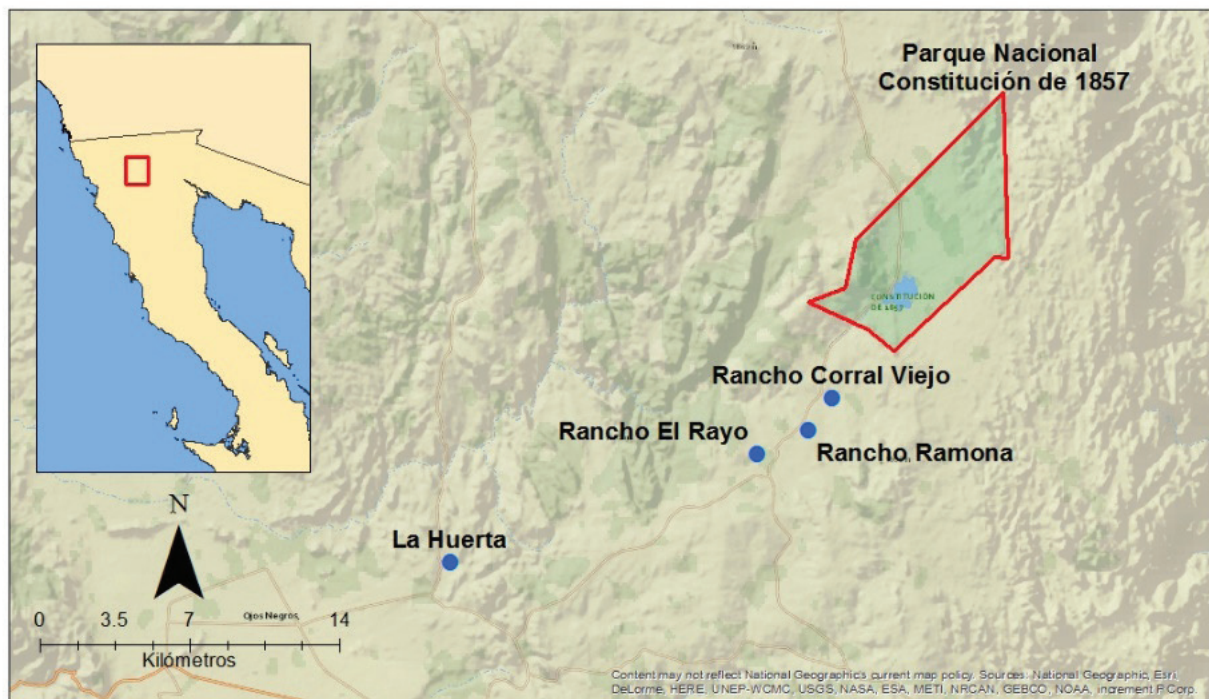 Parque Nacional
Constitución de 1857
CONSTITUCIÓN
DE 1857
Rancho Corral Viejo
Rancho El Rayo
Rancho Ramona
La Huerta
N
Ojos Negros
0 3.5 7 14
Kilómetros
Content may not reflect National Geographic's current map policy. Sources: National Geographic, Esri,
DeLorme, HERE, UNEP-WCMC, USGS, NASA, ESA, METI, NRCAN, GEBCO, NOAA, increment P Corp.